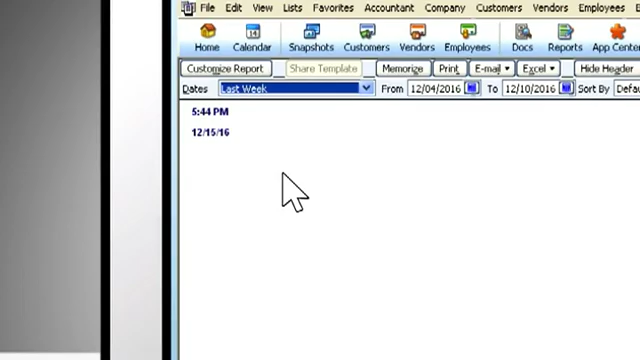 File Edit View Lists Favorites Accountant Company Customers Vendors Employees
Home Calendar Snapshots Customers Vendors Employees Docs Reports App Center
14
Customize Report Share Template Memorize Print E-mail Excel Hide Header
Dates Last Week From 12/04/2016 To 12/10/2016 Sort By Defau
5:44 PM
12/15/16